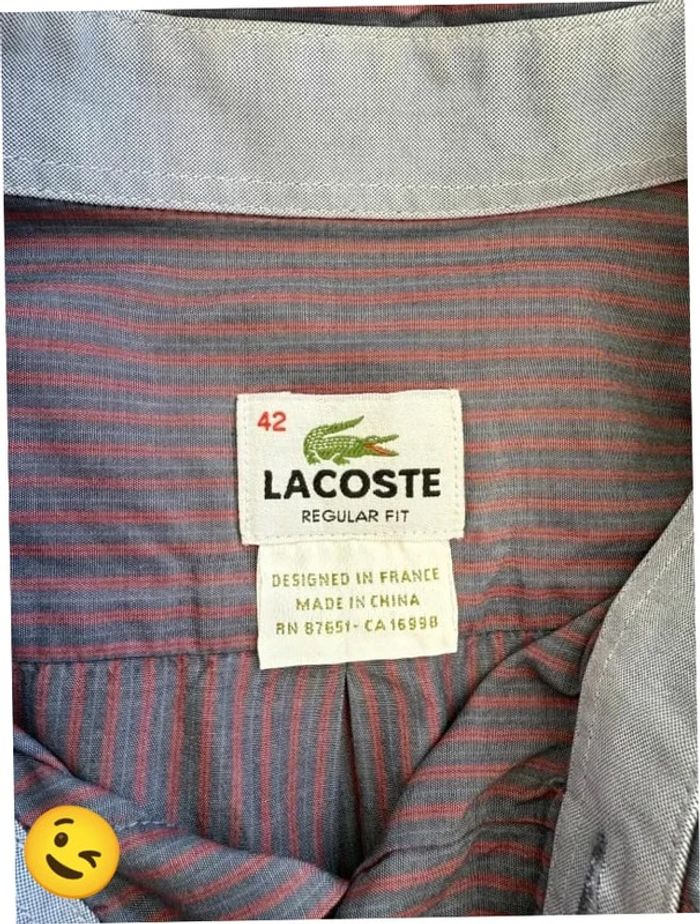 42
LACOSTE
REGULAR FIT
DESIGNED IN FRANCE
MADE IN CHINA
RN 87651 - CA 16998